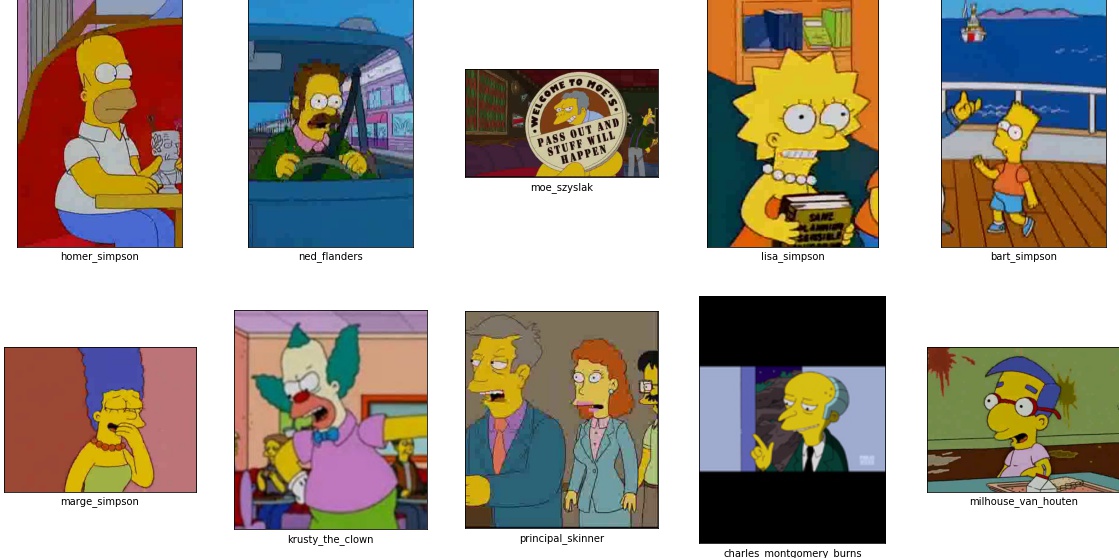 WELCOME TO MOE'S
PASS OUT AND
STUFF WILL
HAPPEN
SANE
PLANNING
SENSIBLE
homer_simpson
ned_flanders
moe_szyslak
lisa_simpson
bart_simpson
marge_simpson
krusty_the_clown
principal_skinner
charles_montgomery_burns
milhouse_van_houten